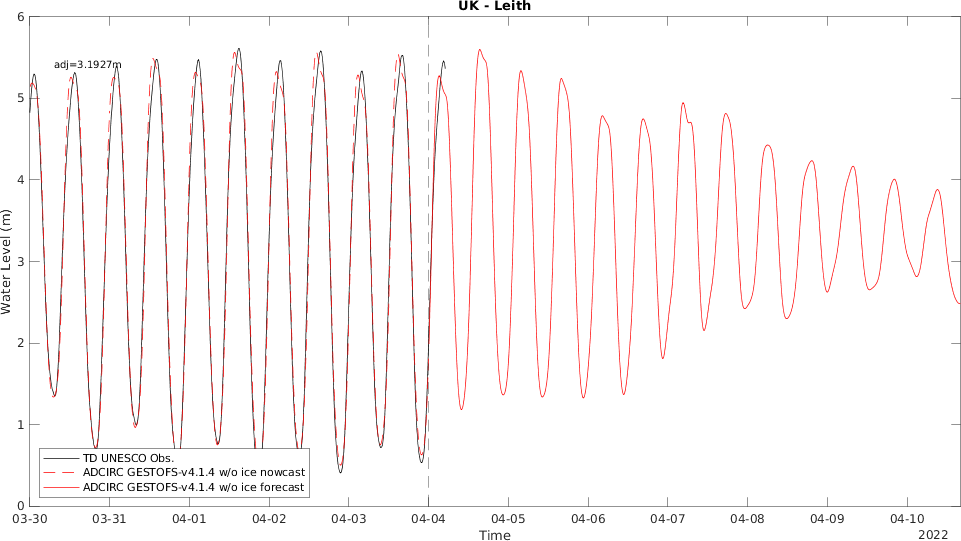 UK - Leith
adj=3.1927m
Water Level (m)
6
5
4
3
2
1
0
TD UNESCO Obs.
ADCIRC GESTOFS-v4.1.4 w/o ice nowcast
ADCIRC GESTOFS-v4.1.4 w/o ice forecast
03-30 03-31 04-01 04-02 04-03 04-04 04-05 04-06 04-07 04-08 04-09 04-10
Time
2022